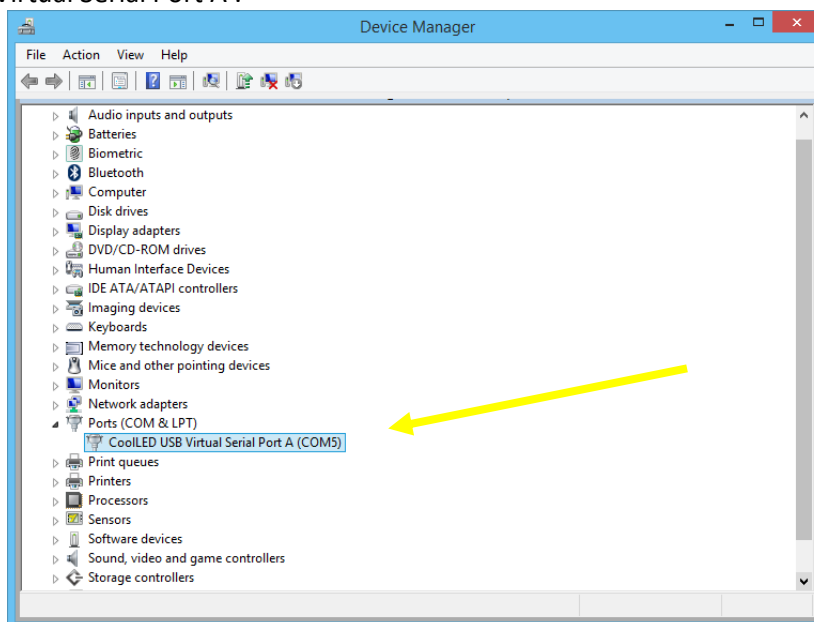 Virtual Serial Port A'.
Device Manager
File Action View Help
Audio inputs and outputs
Batteries
Biometric
Bluetooth
Computer
Disk drives
Display adapters
DVD/CD-ROM drives
Human Interface Devices
IDE ATA/ATAPI controllers
Imaging devices
Keyboards
Memory technology devices
Mice and other pointing devices
Monitors
Network adapters
Ports (COM & LPT)
CoolLED USB Virtual Serial Port A (COM5)
Print queues
Printers
Processors
Sensors
Software devices
Sound, video and game controllers
Storage controllers